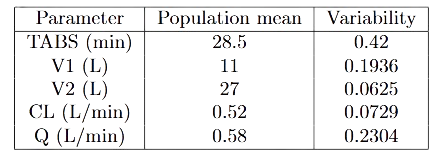 Parameter Population mean Variability
TABS (min) 28.5 0.42
V1 (L) 11 0.1936
V2 (L) 27 0.0625
CL (L/min) 0.52 0.0729
Q (L/min) 0.58 0.2304